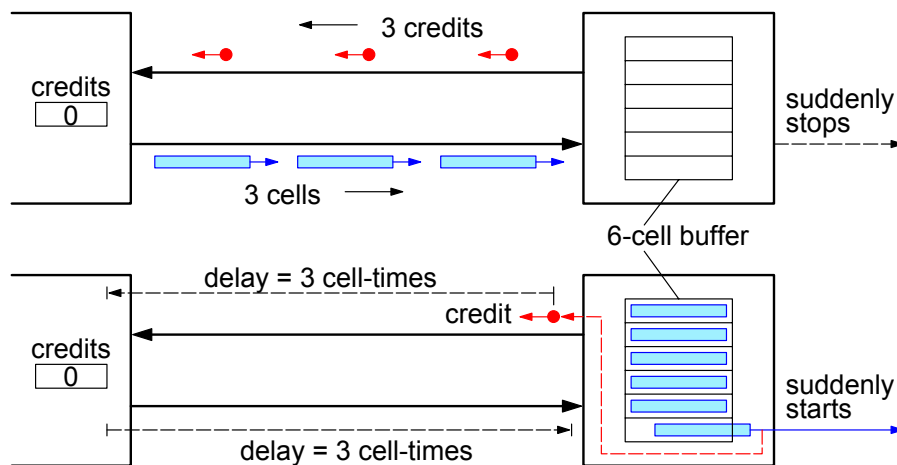 3 credits
credits
0
suddenly
stops
3 cells
6-cell buffer
delay = 3 cell-times
credit
credits
0
suddenly
starts
delay = 3 cell-times